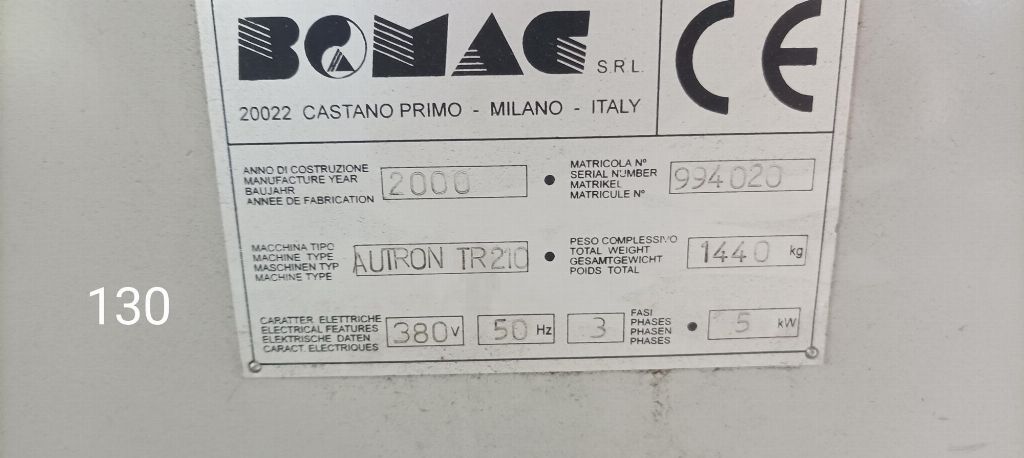 BOMAC S.R.L.
CE
20022 CASTANO PRIMO - MILANO - ITALY
ANNO DI COSTRUZIONE
MANUFACTURE YEAR
BAUJAHR
ANNEE DE FABRICATION
2000
MATRICOLA N°
SERIAL NUMBER
MATRIKEL
MATRICULE N°
994020
MACCHINA TIPO
MACHINE TYPE
MASCHINEN TYP
MACHINE TYPE
AUTRON TR210
PESO COMPLESSIVO
TOTAL WEIGHT
GESAMTGEWICHT
POIDS TOTAL
1440 kg
130
CARATTER. ELETTRICHE
ELECTRICAL FEATURES
ELEKTRISCHE DATEN
CARACT. ELECTRIQUES
380 V
50 Hz
3
FASI
PHASES
PHASEN
PHASES
5 kW